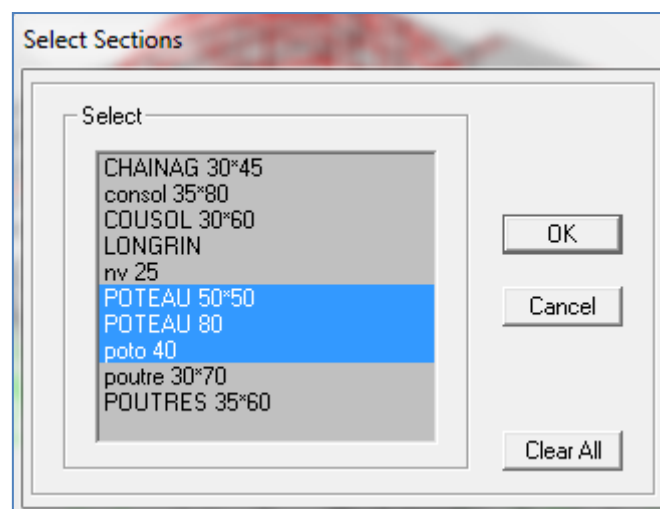 Select Sections
Select
CHAINAG 30*45
consol 35*80
COUSOL 30*60
LONGRIN
nv 25
POTEAU 50*50
POTEAU 80
poto 40
poutre 30*70
POUTRES 35*60
OK
Cancel
Clear All